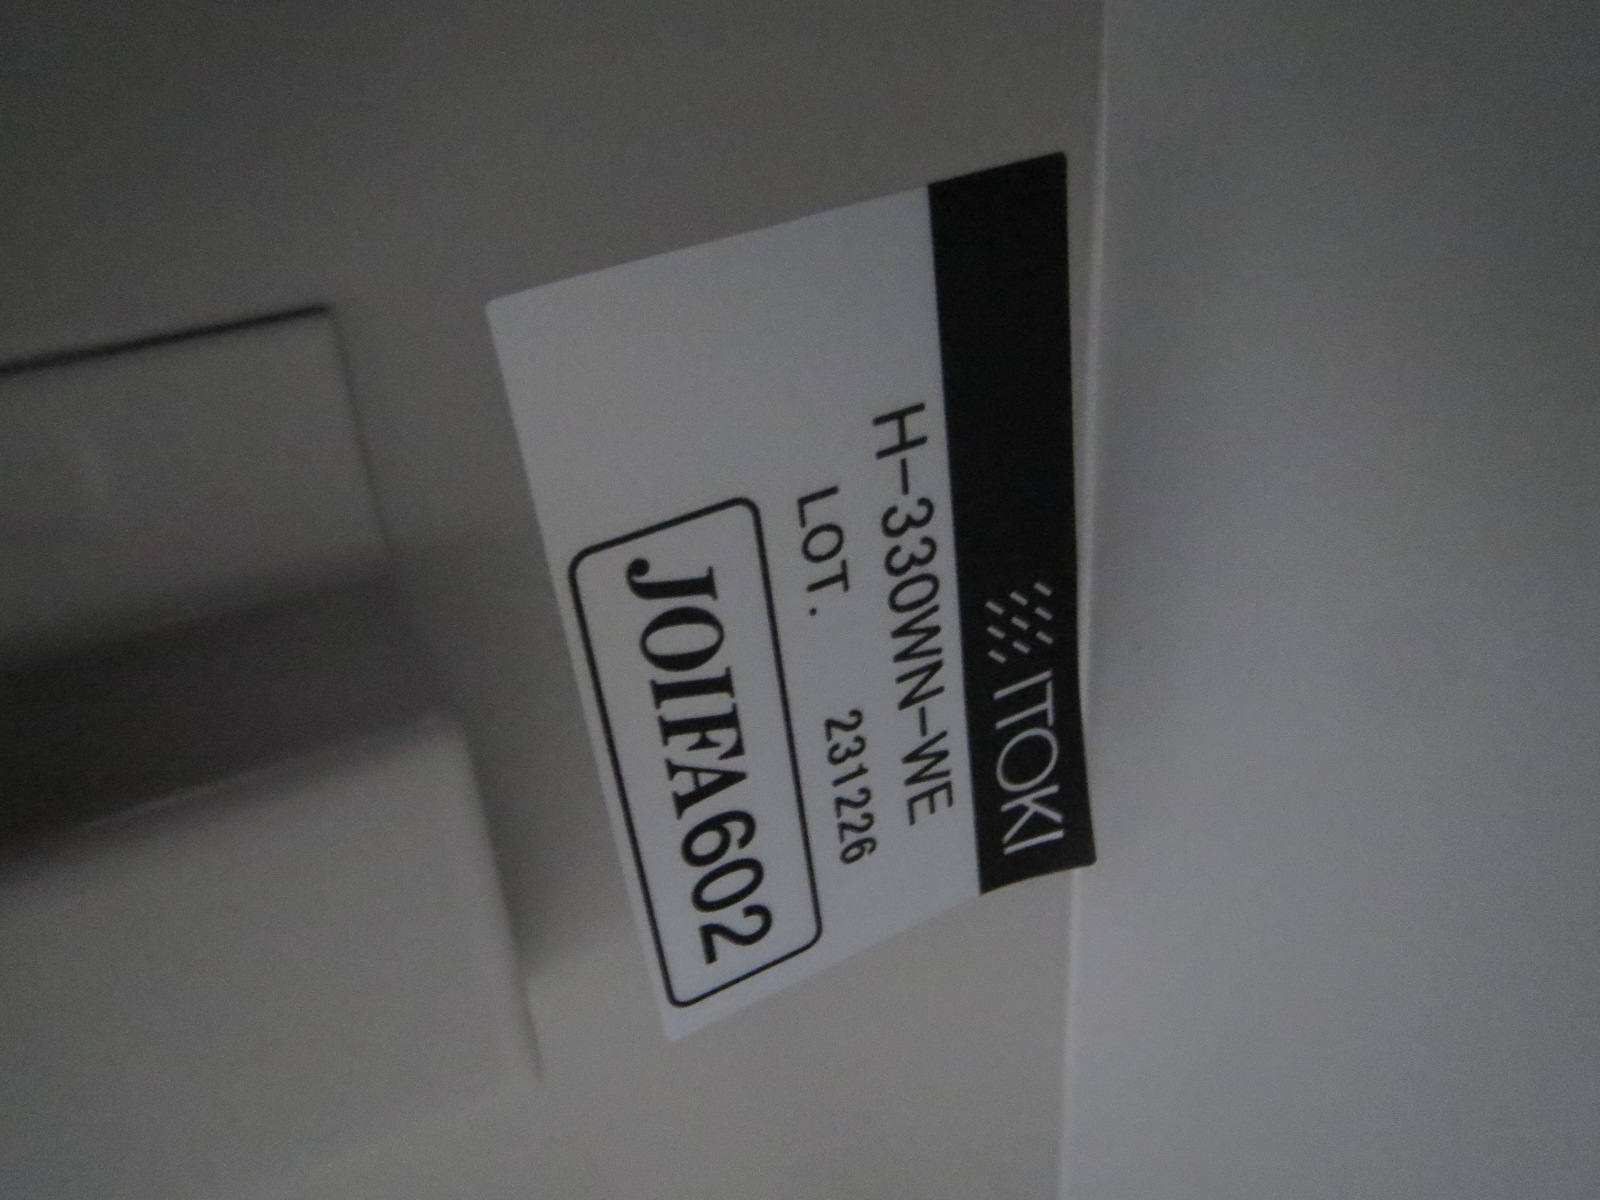 ITOKI
H-330WN-WE
LOT. 231226
JOIFA602